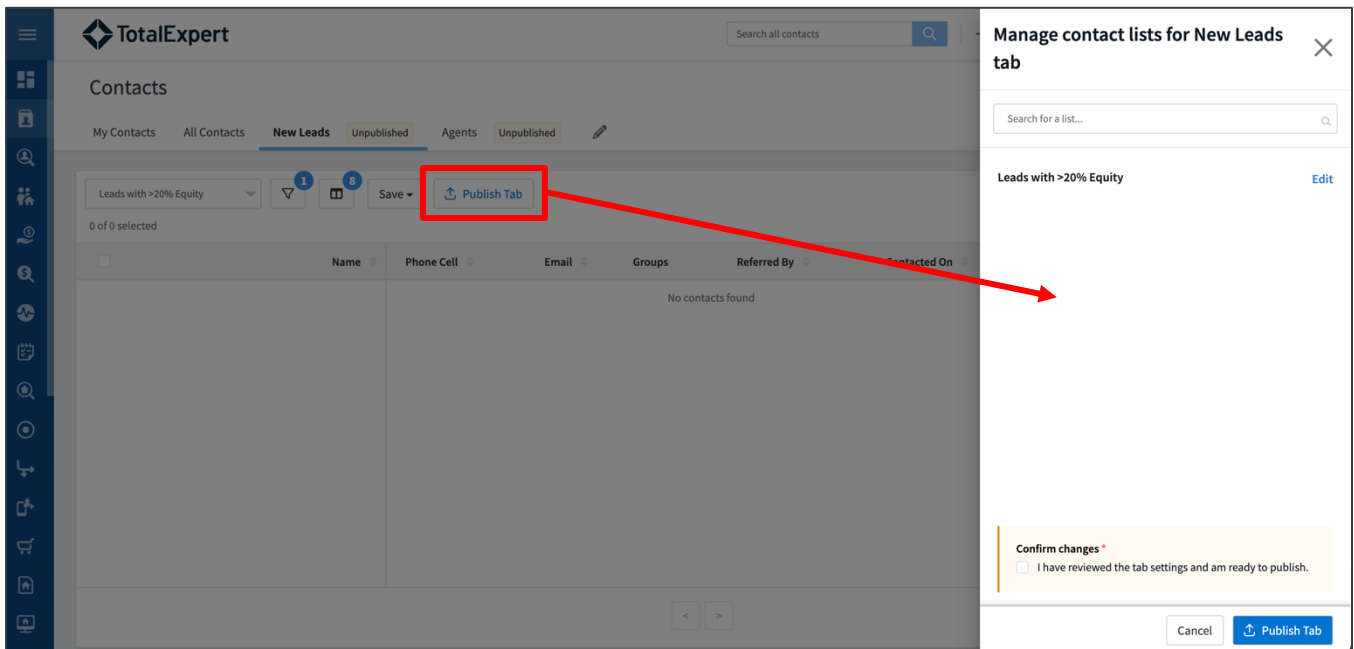 TotalExpert
Search all contacts
Contacts
My Contacts All Contacts New Leads Unpublished Agents Unpublished
Leads with >20% Equity 1 8 Save Publish Tab
0 of 0 selected
Name Phone Cell Email Groups Referred By Contacted On
No contacts found
< >
Manage contact lists for New Leads
tab
Search for a list...
Leads with >20% Equity Edit
Confirm changes *
I have reviewed the tab settings and am ready to publish.
Cancel Publish Tab